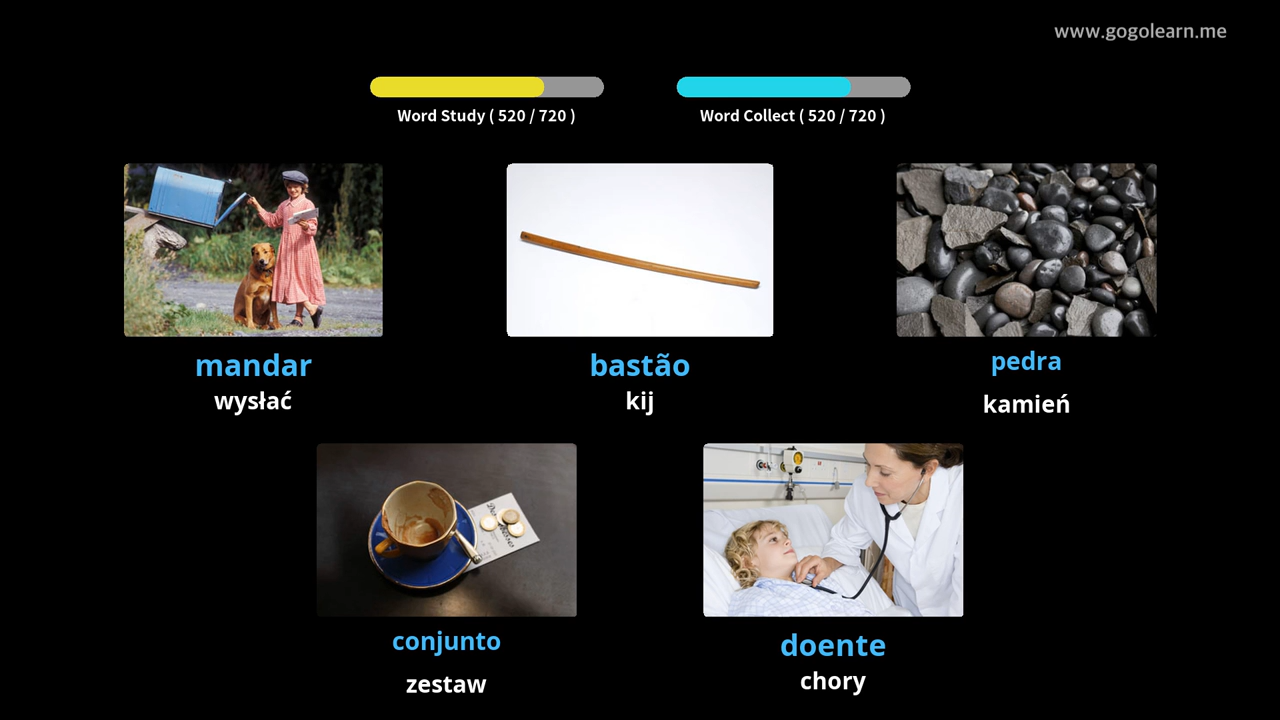 www.gogolearn.me
Word Study ( 520 / 720 )
Word Collect ( 520 / 720 )
mandar
wysłać
bastão
kij
pedra
kamień
conjunto
zestaw
doente
chory